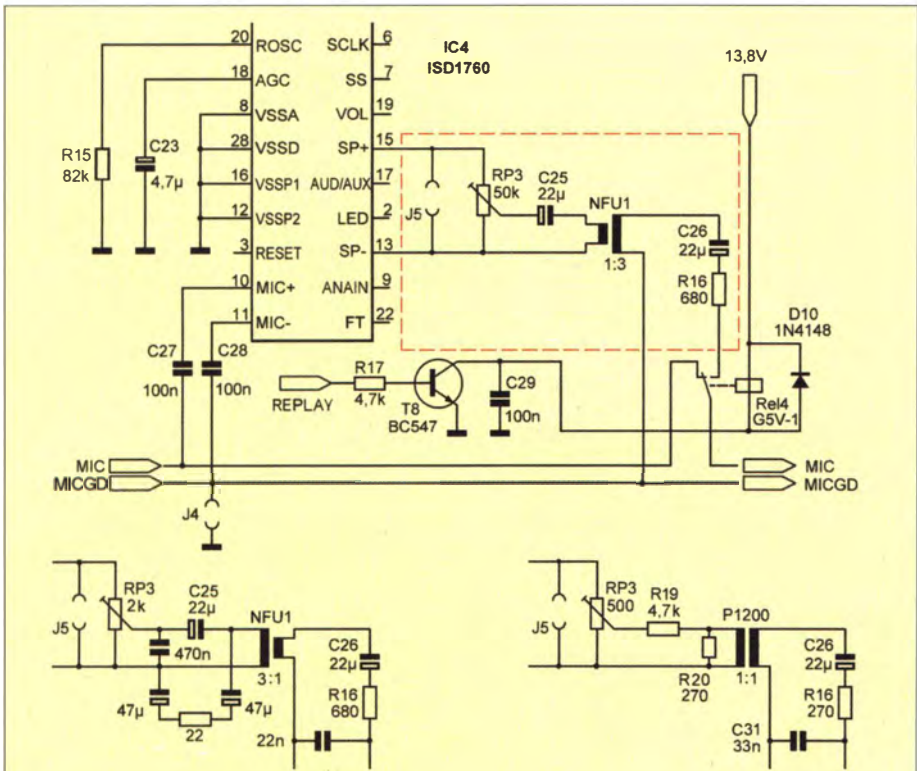 20 ROSC SCLK 6 IC4 13,8V
ISD1760
18 AGC SS 7
8 VSSA VOL 19
R15 82k
C23 4,7µ
28 VSSD SP+ 15
16 VSSP1 AUD/AUX 17
J5
RP3 50k
C25 22µ
NFU1
1:3
12 VSSP2 LED 2
C26 22µ
3 RESET SP- 13
R16 680
10 MIC+ ANAIN 9
11 MIC- FT 22
D10
1N4148
C27 100n
C28 100n
R17
4,7k
REPLAY
T8
BC547
C29
100n
Rel4
G5V-1
MIC MIC
MICGD MICGD
J4
J5
RP3
2k
C25
22µ
NFU1
3:1
470n
47µ
22
47µ
22n
C26
22µ
R16
680
J5
RP3
500
R19
4,7k
P1200
1:1
R20
270
C26
22µ
R16
270
C31
33n